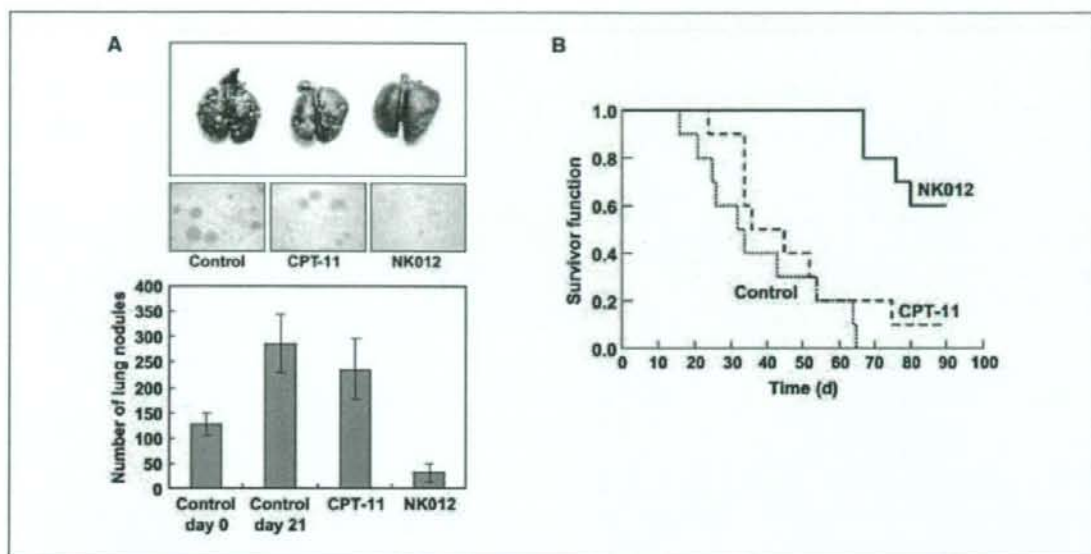 A
Control
CPT-11
NK012
Number of lung nodules
400
350
300
250
200
150
100
50
0
Control
day 0
Control
day 21
CPT-11
NK012
B
Survivor function
1.0
0.8
0.6
0.4
0.2
0.0
NK012
Control
CPT-11
0 10 20 30 40 50 60 70 80 90 100
Time (d)